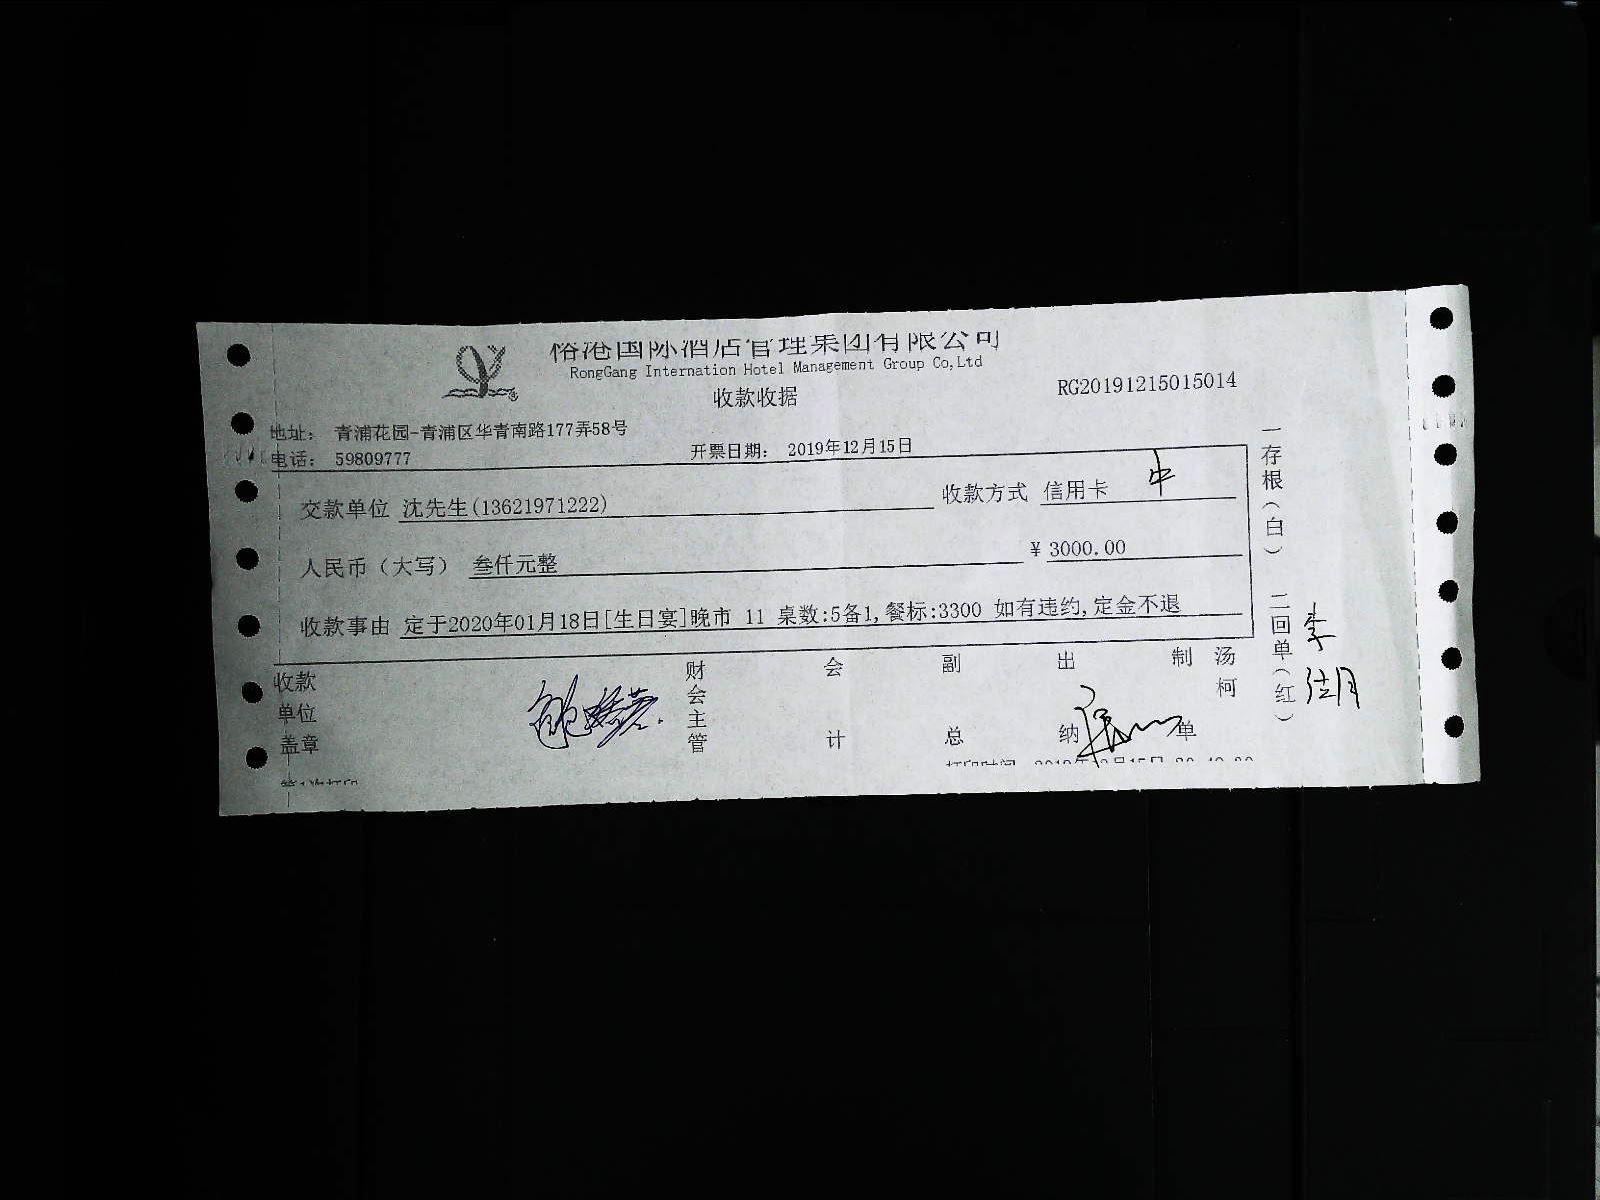 国际酒店管理集团有限公司
RongGang Internation Hotel Management Group Co,Ltd
收款收据
RG20191215015014
地址： 青浦花园-青浦区华青南路177弄58号
电话： 59809777
开票日期： 2019年12月15日
交款单位 沈先生(13621971222) 收款方式 信用卡 中
人民币（大写） 叁仟元整 ¥ 3000.00
收款事由 定于2020年01月18日[生日宴]晚市 11 桌数:5备1,餐标:3300 如有违约,定金不退
收款单位盖章
财会主管
会计
副总
出纳
制单
汤柯
一存根（白）
二回单（红）
李